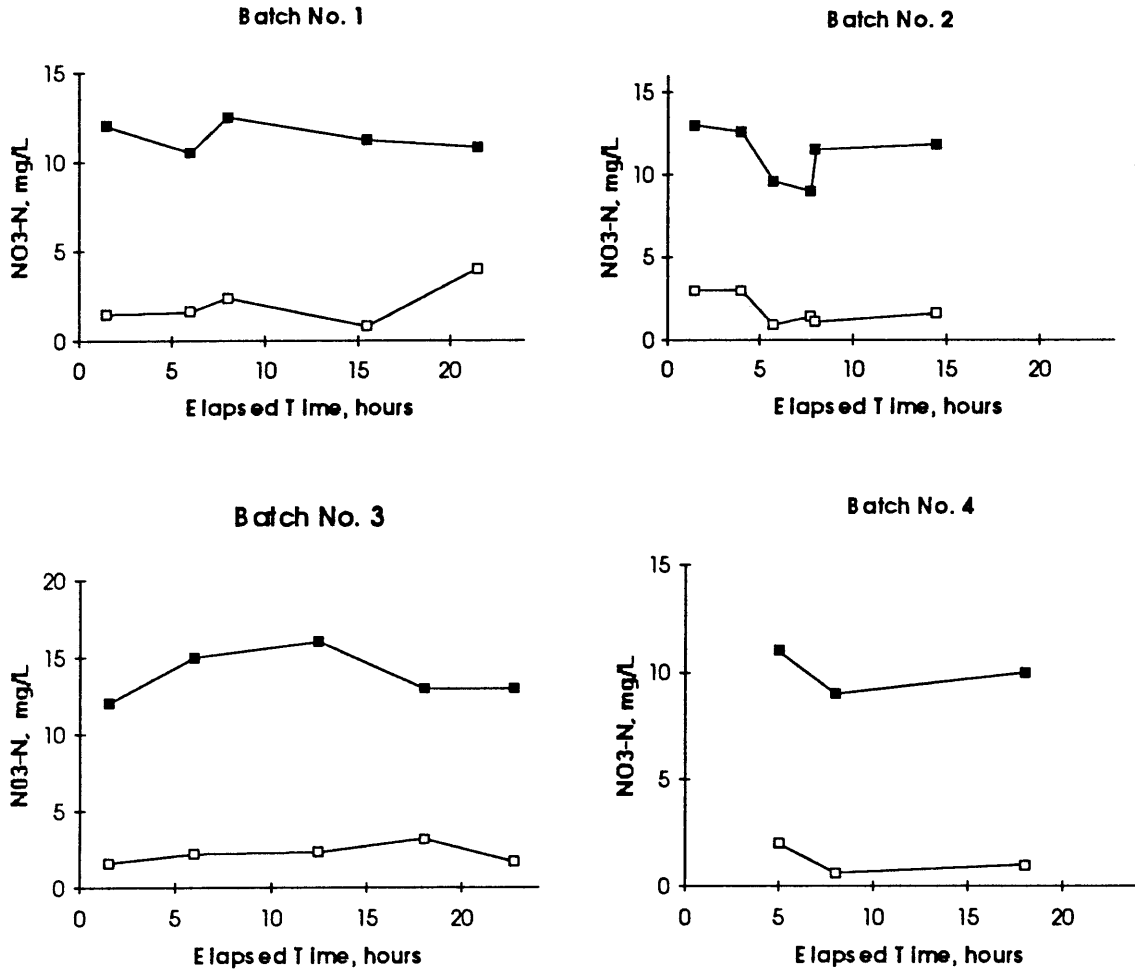 Batch No. 1
15
10
5
0
NO3-N, mg/L
0 5 10 15 20
Elapsed Time, hours
Batch No. 2
15
10
5
0
NO3-N, mg/L
0 5 10 15 20
Elapsed Time, hours
Batch No. 3
20
15
10
5
0
N03-N, mg/L
0 5 10 15 20
Elapsed Time, hours
Batch No. 4
15
10
5
0
NO3-N, mg/L
0 5 10 15 20
Elapsed Time, hours